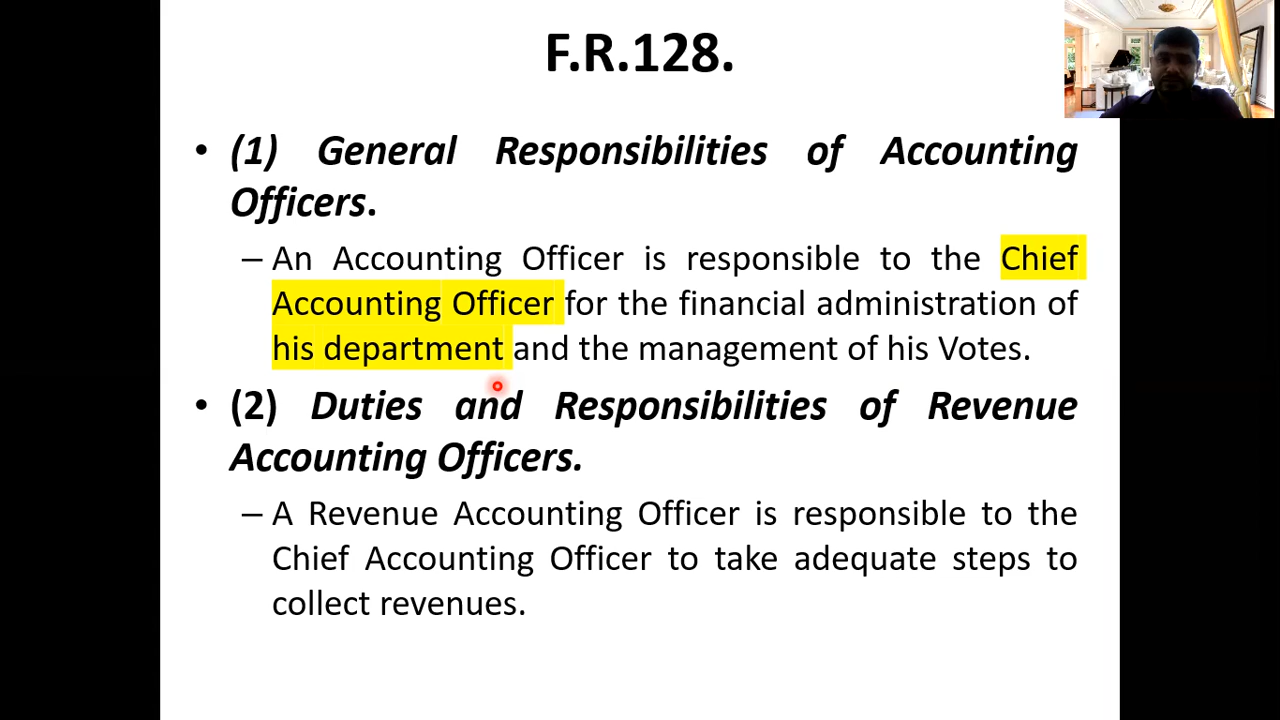 F.R.128.
• (1) General Responsibilities of Accounting
Officers.
– An Accounting Officer is responsible to the Chief
Accounting Officer for the financial administration of
his department and the management of his Votes.
• (2) Duties and Responsibilities of Revenue
Accounting Officers.
– A Revenue Accounting Officer is responsible to the
Chief Accounting Officer to take adequate steps to
collect revenues.